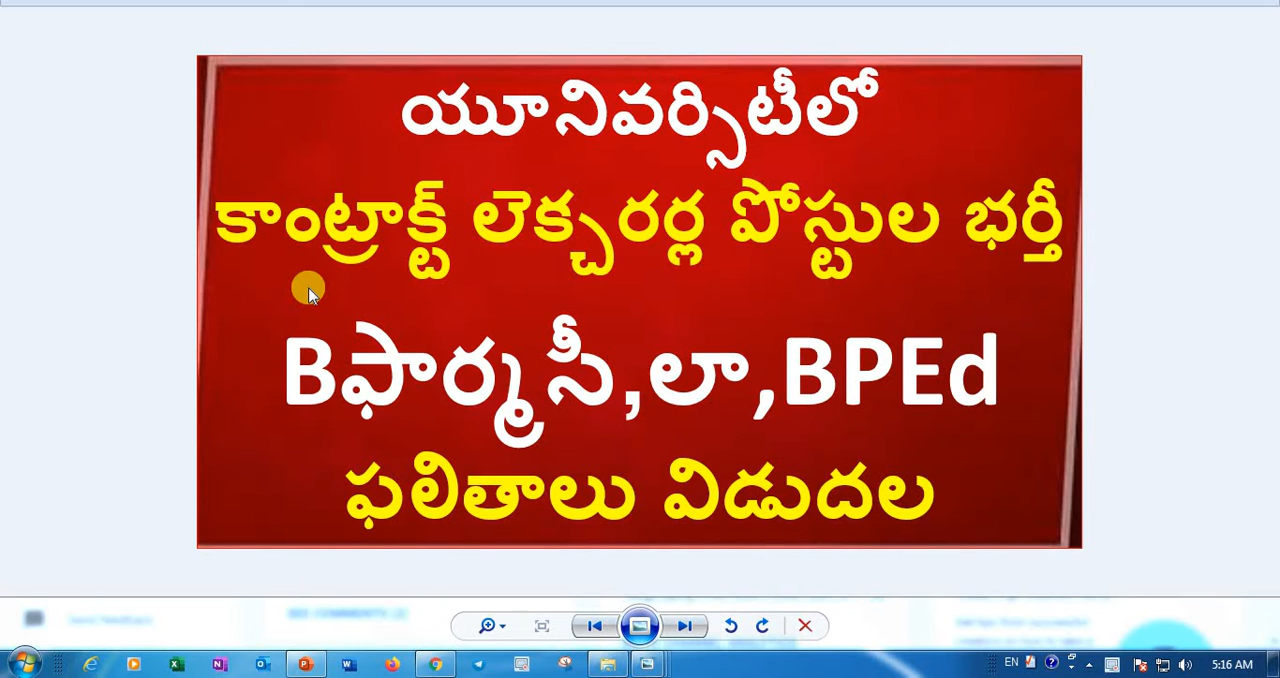 యూనివర్సిటీలో
కాంట్రాక్ట్ లెక్చరర్ల పోస్టుల భర్తీ
Bఫార్మసీ,లా,BPEd
ఫలితాలు విడుదల
EN
5:16 AM